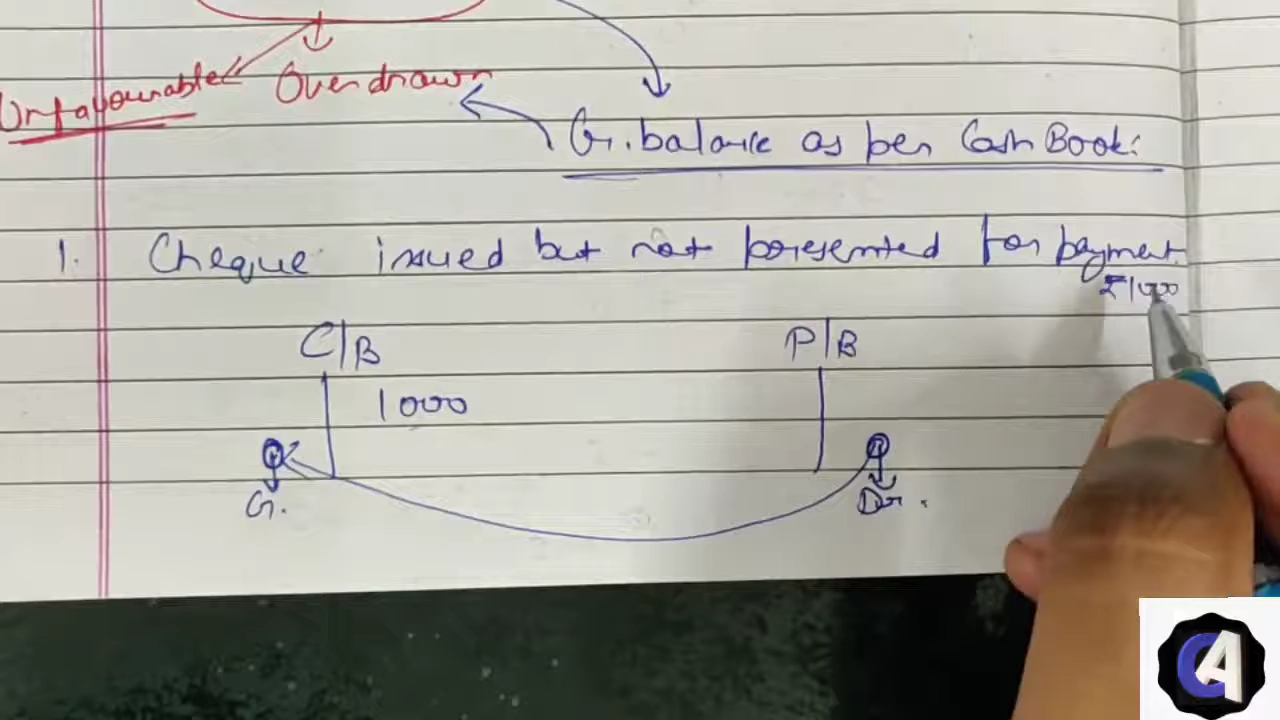 Unfavourable Overdrawn
Cr. balance as per Cash Book:
1. Cheque issued but not presented for payment
₹1000
C/B P/B
1000
Cr. Dr.
CA